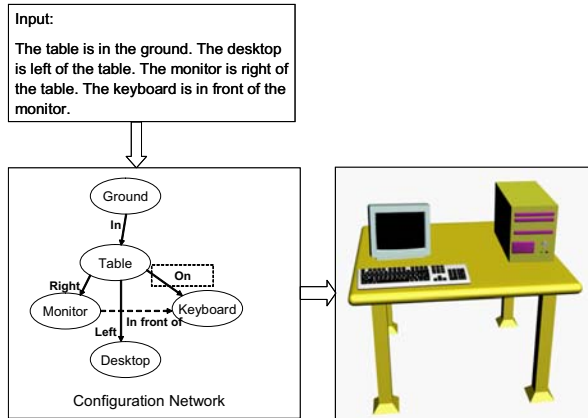 Input:
The table is in the ground. The desktop
is left of the table. The monitor is right of
the table. The keyboard is in front of the
monitor.
Ground
In
Table
On
Right
Monitor
In front of
Keyboard
Left
Desktop
Configuration Network